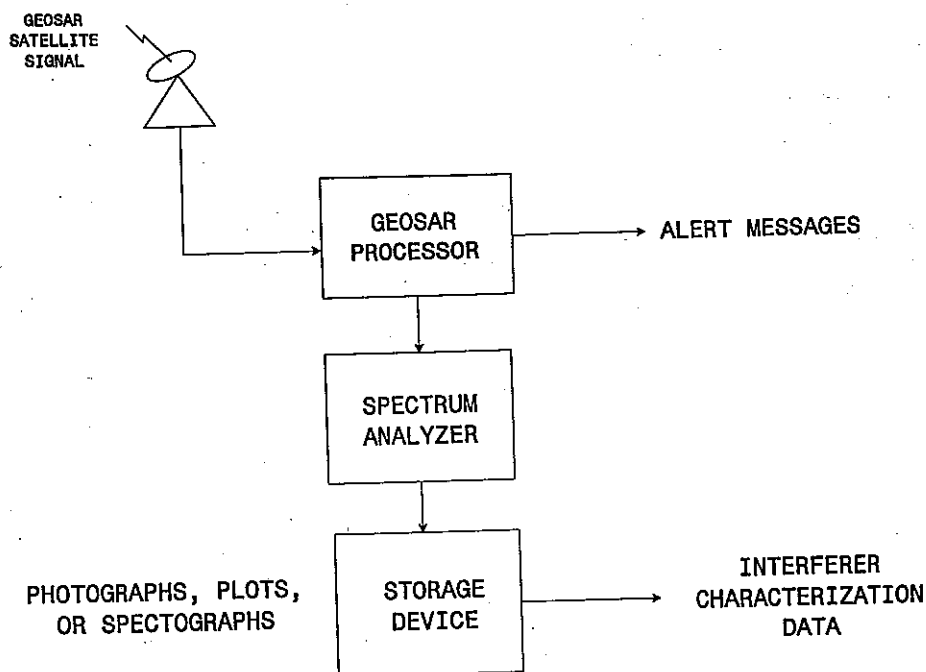 GEOSAR
SATELLITE
SIGNAL
GEOSAR
PROCESSOR
ALERT MESSAGES
SPECTRUM
ANALYZER
PHOTOGRAPHS, PLOTS,
OR SPECTOGRAPHS
STORAGE
DEVICE
INTERFERER
CHARACTERIZATION
DATA